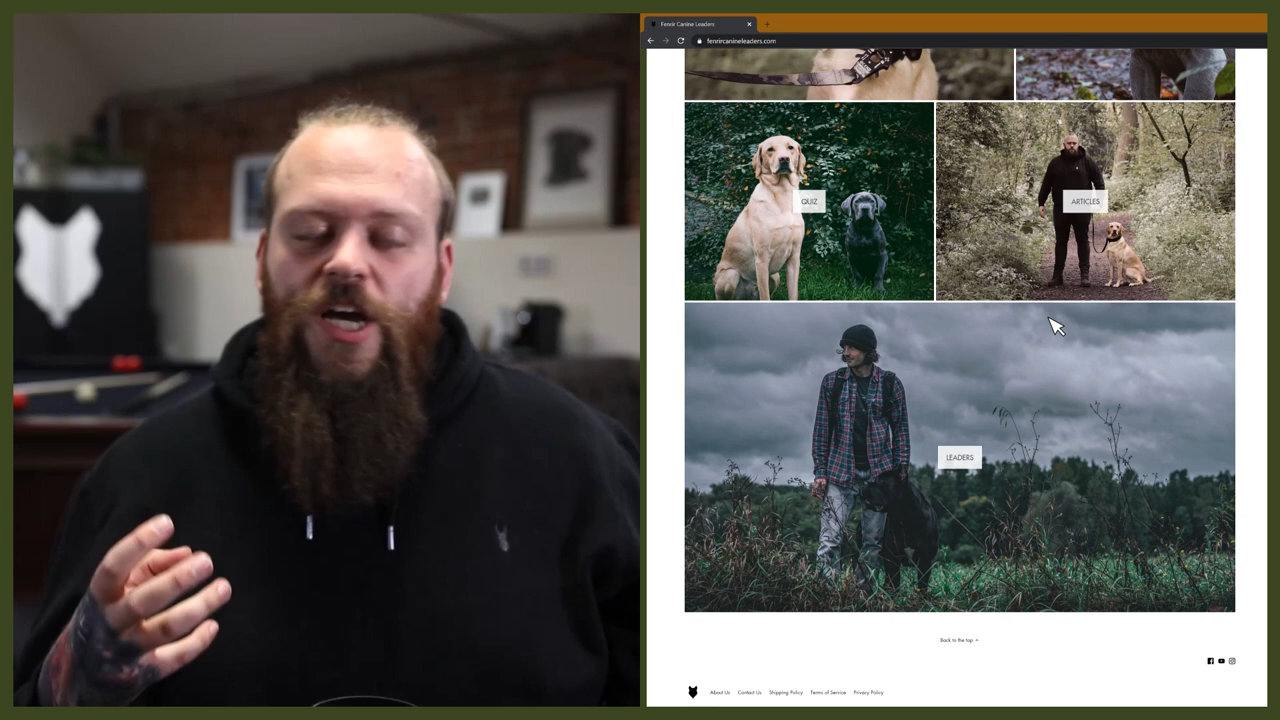 Fenrir Canine Leaders
fenrircanineleaders.com
QUIZ
ARTICLES
LEADERS
Back to the top
About Us
Contact Us
Shipping Policy
Terms of Service
Privacy Policy